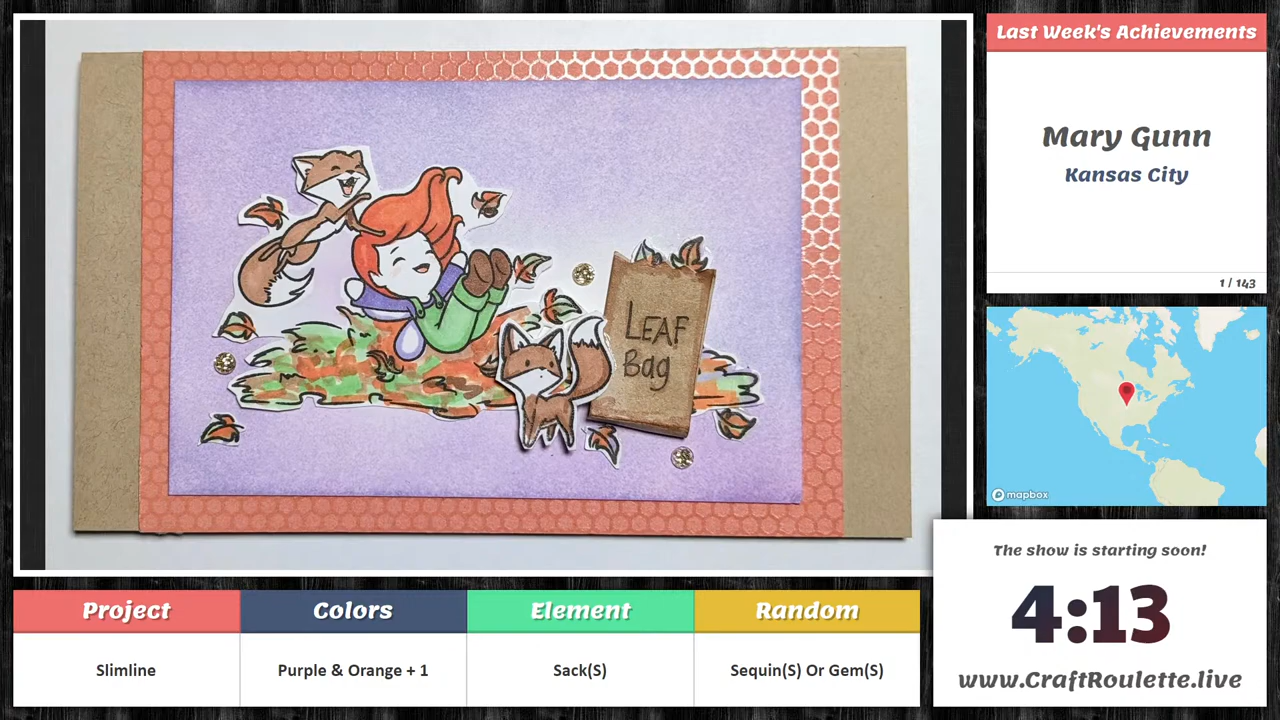 Last Week's Achievements
Mary Gunn
Kansas City
1 / 143
LEAF
Bag
mapbox
The show is starting soon!
4:13
www.CraftRoulette.live
Project
Colors
Element
Random
Slimline
Purple & Orange + 1
Sack(S)
Sequin(S) Or Gem(S)